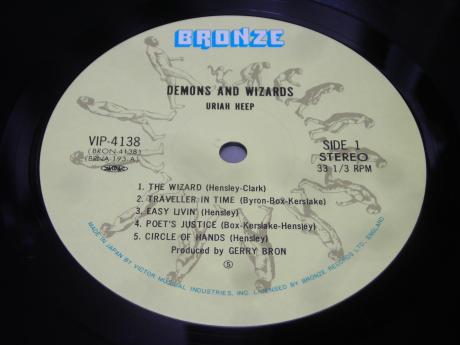 BRONZE
DEMONS AND WIZARDS
URIAH HEEP
VIP-4138
(BRON-4138)
(BRNA-193-A)
SIDE 1
STEREO
33 1/3 RPM
1. THE WIZARD (Hensley-Clark)
2. TRAVELLER IN TIME (Byron-Box-Kerslake)
3. EASY LIVIN' (Hensley)
4. POET'S JUSTICE (Box-Kerslake-Hensley)
5. CIRCLE OF HANDS (Hensley)
Produced by GERRY BRON
S
MADE IN JAPAN BY VICTOR MUSICAL INDUSTRIES, INC. LICENSED BY BRONZE RECORDS LTD., ENGLAND